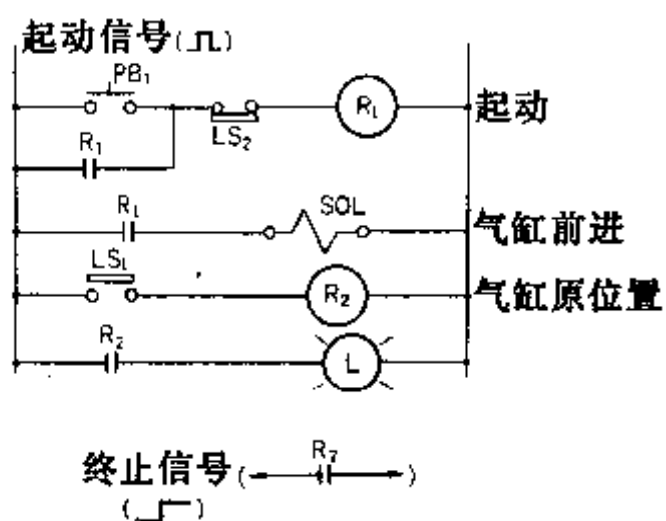 起动信号(⎍)
PB₁
R₁ LS₂ R₁ 起动
R₁ SOL 气缸前进
LS₁ R₂ 气缸原位置
R₂ L
终止信号( R₂ )